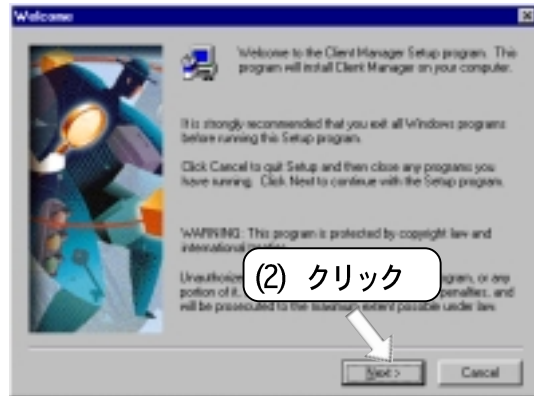 Welcome
Welcome to the Client Manager Setup program. This
program will install Client Manager on your computer.
It is strongly recommended that you exit all Windows programs
before running this Setup program.
Click Cancel to quit Setup and then close any programs you
have running. Click Next to continue with the Setup program.
WARNING: This program is protected by copyright law and
international
(2) クリック
portion of it, penalties, and
will be prosecuted to the maximum extent possible under law.
Next >
Cancel